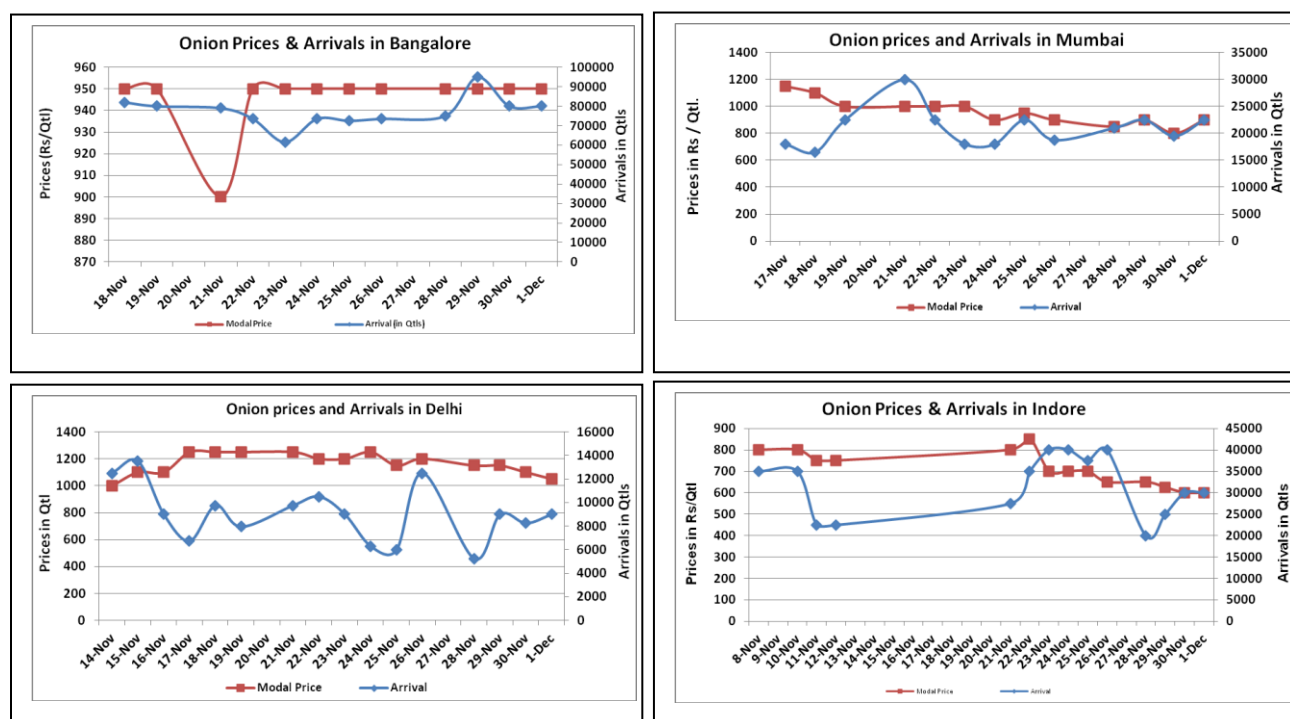 Onion Prices & Arrivals in Bangalore
Prices (Rs/Qtl)
960
950
940
930
920
910
900
890
880
870
100000
90000
80000
70000
60000
50000
40000
30000
20000
10000
0
Arrivals in Qtls
18-Nov
19-Nov
20-Nov
21-Nov
22-Nov
23-Nov
24-Nov
25-Nov
26-Nov
27-Nov
28-Nov
29-Nov
30-Nov
1-Dec
Modal Price
Arrival (in Qtls)
Onion prices and Arrivals in Mumbai
Prices in Rs / Qtl.
1400
1200
1000
800
600
400
200
0
35000
30000
25000
20000
15000
10000
5000
0
Arrivals in Qtls
17-Nov
18-Nov
19-Nov
20-Nov
21-Nov
22-Nov
23-Nov
24-Nov
25-Nov
26-Nov
27-Nov
28-Nov
29-Nov
30-Nov
1-Dec
Modal Price
Arrival
Onion prices and Arrivals in Delhi
Prices in Qtl
1400
1200
1000
800
600
400
200
0
16000
14000
12000
10000
8000
6000
4000
2000
0
Arrivals in Qtls
14-Nov
15-Nov
16-Nov
17-Nov
18-Nov
19-Nov
20-Nov
21-Nov
22-Nov
23-Nov
24-Nov
25-Nov
26-Nov
27-Nov
28-Nov
29-Nov
30-Nov
1-Dec
Modal Price
Arrival
Onion Prices & Arrivals in Indore
Prices in Rs/Qtl
900
800
700
600
500
400
300
200
100
0
45000
40000
35000
30000
25000
20000
15000
10000
5000
0
Arrivals in Qtls
8-Nov
9-Nov
10-Nov
11-Nov
12-Nov
13-Nov
14-Nov
15-Nov
16-Nov
17-Nov
18-Nov
19-Nov
20-Nov
21-Nov
22-Nov
23-Nov
24-Nov
25-Nov
26-Nov
27-Nov
28-Nov
29-Nov
30-Nov
1-Dec
Modal Price
Arrival